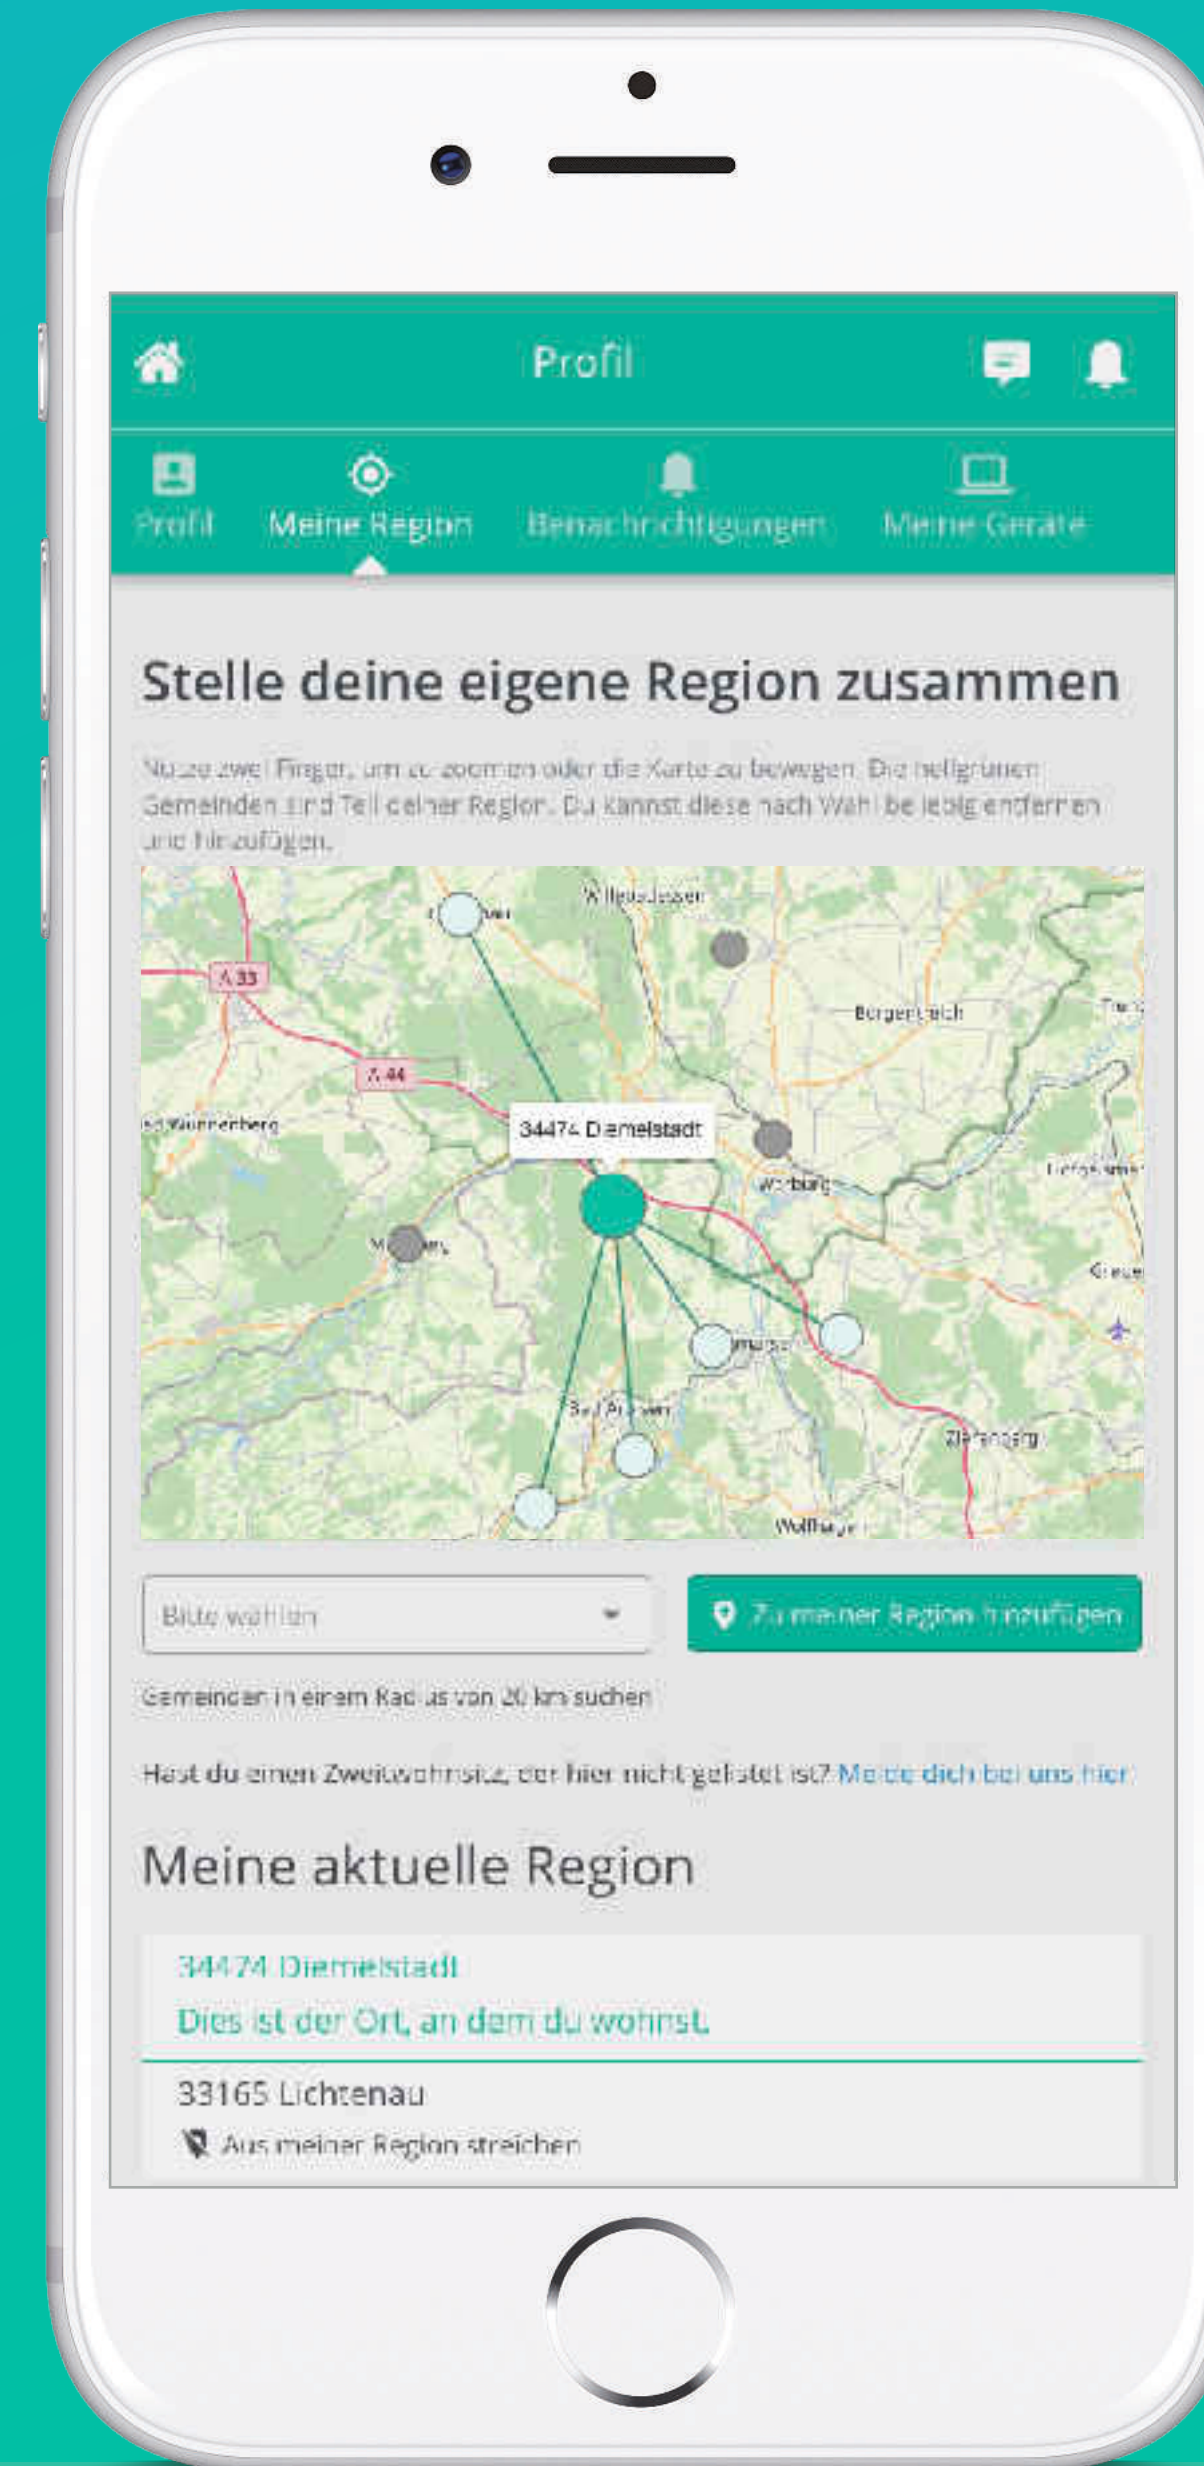 Profil
Profil
Meine Region
Benachrichtigungen
Meine Geräte
Stelle deine eigene Region zusammen
Nutze zwei Finger, um zu zoomen oder die Karte zu bewegen. Die hellgrünen
Gemeinden sind Teil deiner Region. Du kannst diese nach Wahl beliebig entfernen
und hinzufügen.
Willebadessen
A 33
Borgentreich
A 44
34474 Diemelstadt
Warburg
Zierenberg
Wolfhagen
Bitte wählen
Zu meiner Region hinzufügen
Gemeinden in einem Radius von 20 km suchen
Hast du einen Zweitwohnsitz, der hier nicht gelistet ist? Melde dich bei uns hier
Meine aktuelle Region
34474 Diemelstadt
Dies ist der Ort, an dem du wohnst.
33165 Lichtenau
Aus meiner Region streichen